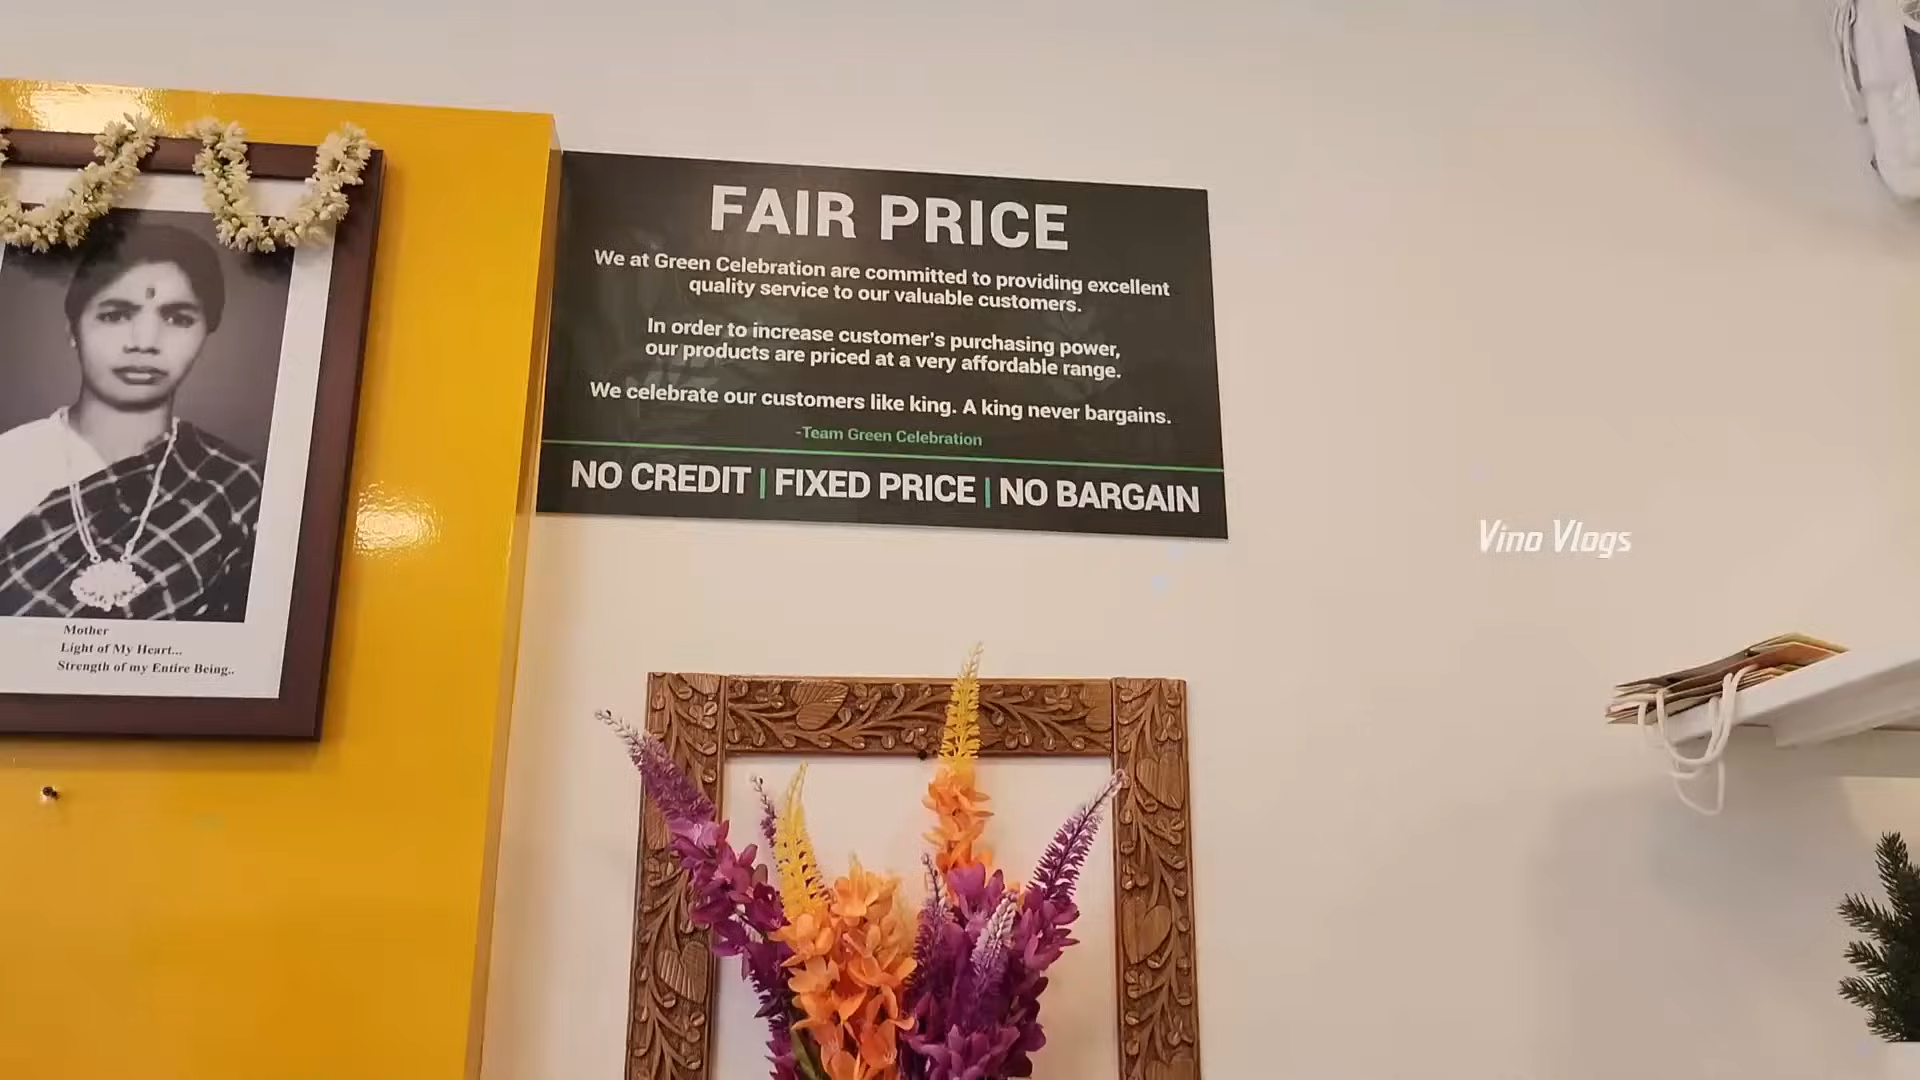 FAIR PRICE
We at Green Celebration are committed to providing excellent
quality service to our valuable customers.
In order to increase customer's purchasing power,
our products are priced at a very affordable range.
We celebrate our customers like king. A king never bargains.
-Team Green Celebration
NO CREDIT | FIXED PRICE | NO BARGAIN
Mother
Light of My Heart...
Strength of my Entire Being..
Vino Vlogs